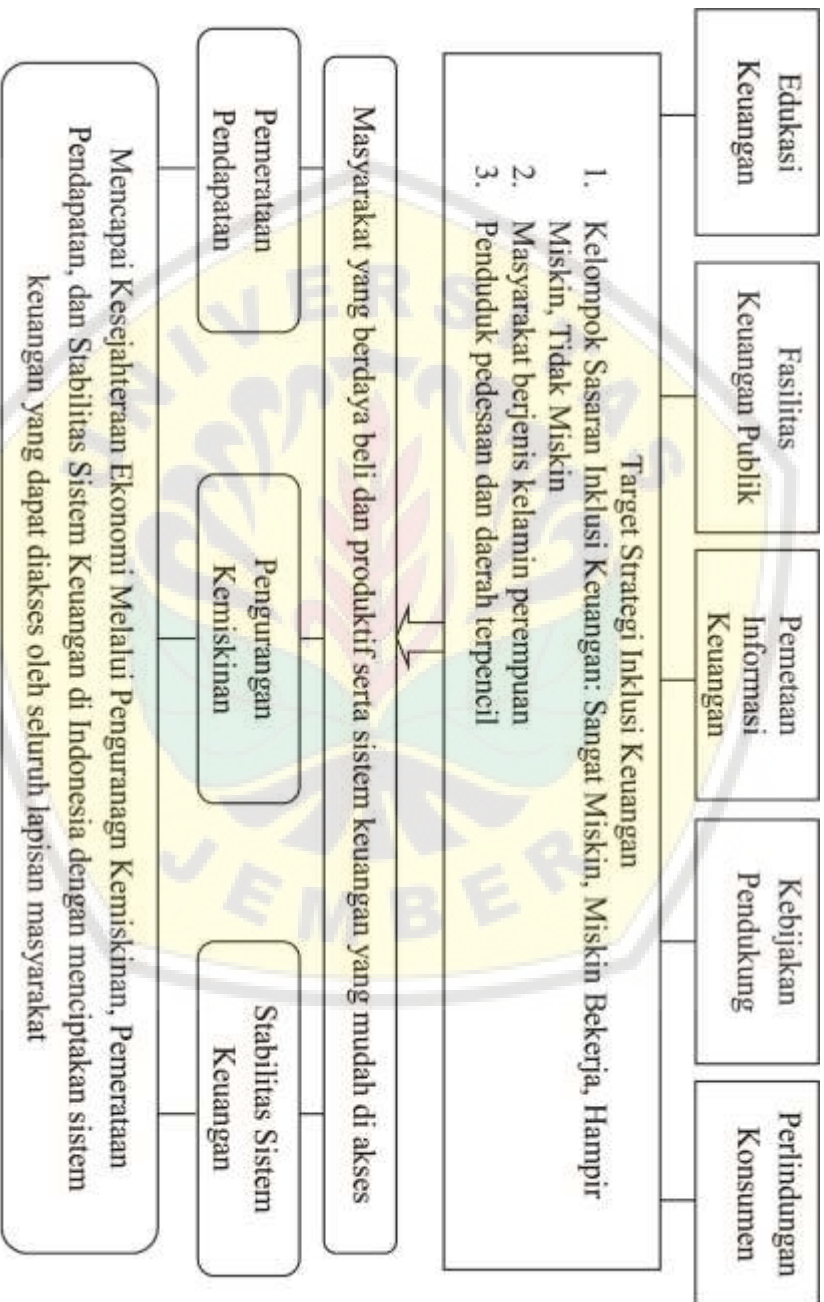 Edukasi
Keuangan
Fasilitas
Keuangan Publik
Pemetaan
Informasi
Keuangan
Kebijakan
Pendukung
Perlindungan
Konsumen
Target Strategi Inklusi Keuangan
1. Kelompok Sasaran Inklusi Keuangan: Sangat Miskin, Miskin Bekerja, Hampir
Miskin, Tidak Miskin
2. Masyarakat berjenis kelamin perempuan
3. Penduduk pedesaan dan daerah terpencil
Masyarakat yang berdaya beli dan produktif serta sistem keuangan yang mudah di akses
Pemerataan
Pendapatan
Pengurangan
Kemiskinan
Stabilitas Sistem
Keuangan
Mencapai Kesejahteraan Ekonomi Melalui Penguranagn Kemiskinan, Pemerataan
Pendapatan, dan Stabilitas Sistem Keuangan di Indonesia dengan menciptakan sistem
keuangan yang dapat diakses oleh seluruh lapisan masyarakat
UNIVERSITAS
JEMBER